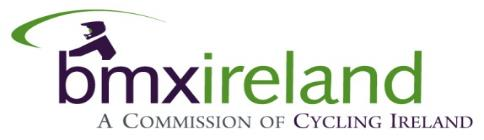 bmxireland
A COMMISSION OF CYCLING IRELAND